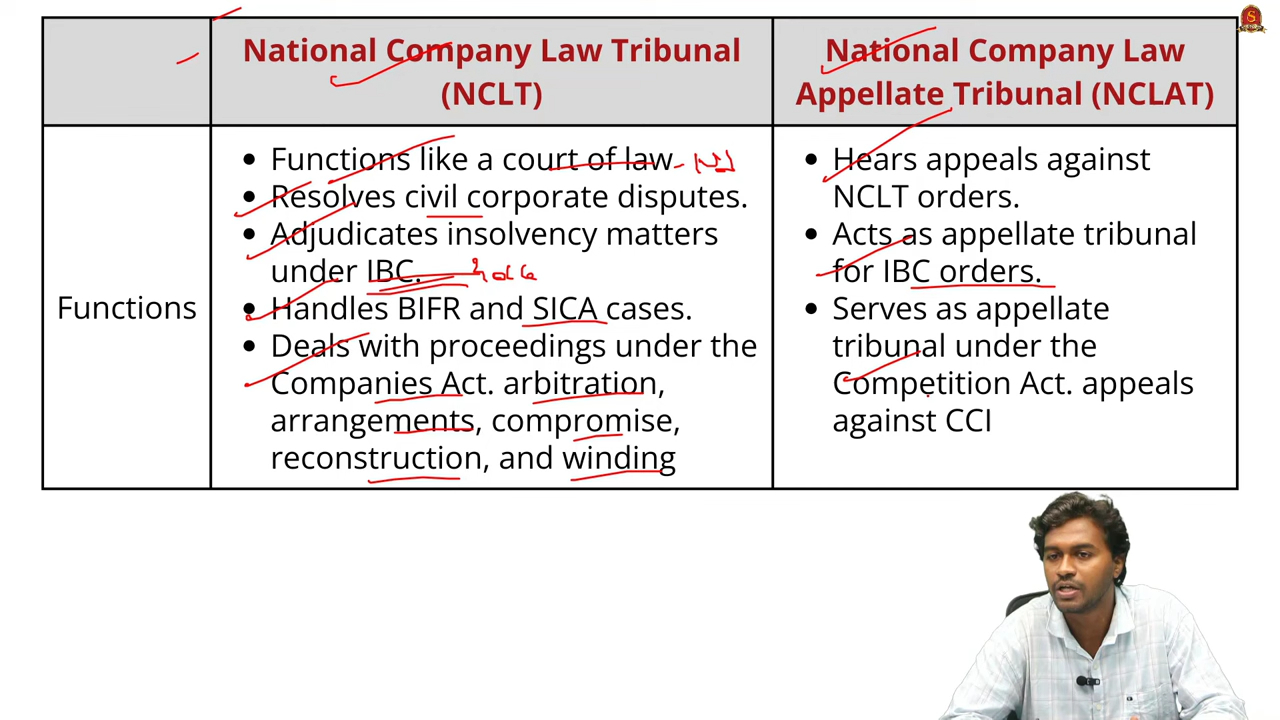 National Company Law Tribunal
(NCLT)
National Company Law
Appellate Tribunal (NCLAT)
Functions
• Functions like a court of law
• Resolves civil corporate disputes.
• Adjudicates insolvency matters
under IBC.
• Handles BIFR and SICA cases.
• Deals with proceedings under the
Companies Act. arbitration,
arrangements, compromise,
reconstruction, and winding
• Hears appeals against
NCLT orders.
• Acts as appellate tribunal
for IBC orders.
• Serves as appellate
tribunal under the
Competition Act. appeals
against CCI